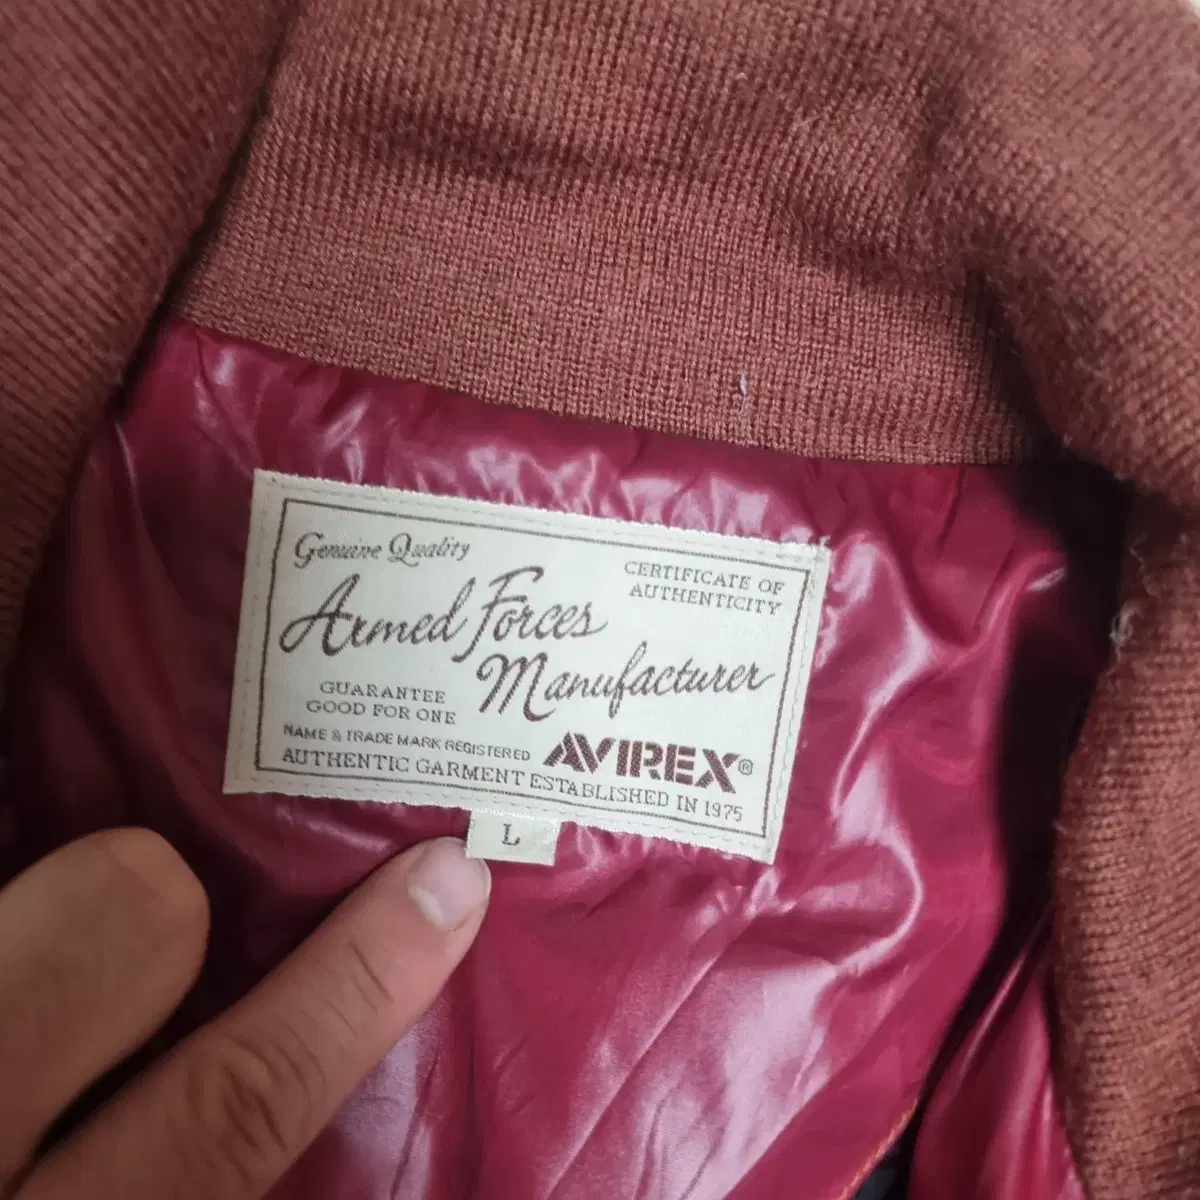 Genuine Quality
CERTIFICATE OF
AUTHENTICITY
Armed Forces
Manufacturer
GUARANTEE
GOOD FOR ONE
NAME & TRADE MARK REGISTERED
AVIREX®
AUTHENTIC GARMENT ESTABLISHED IN 1975
L